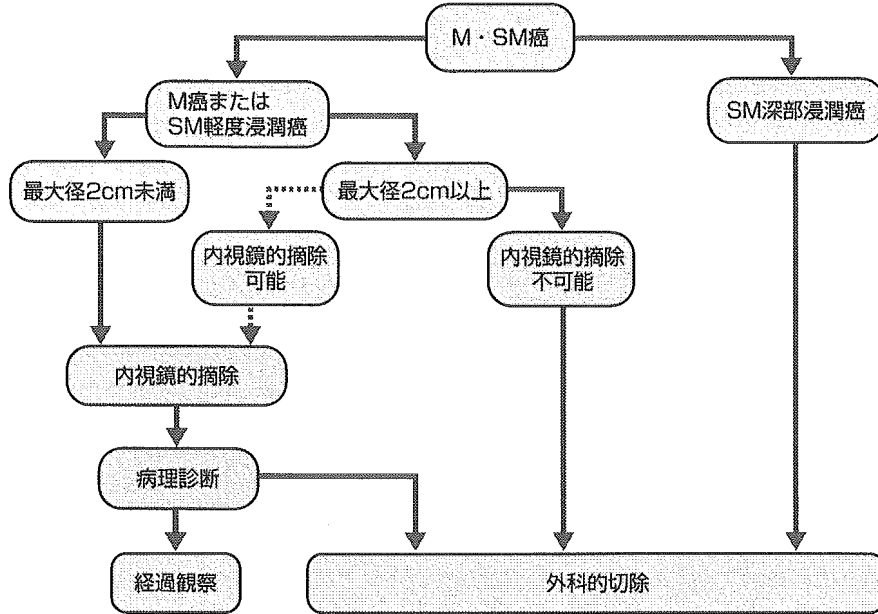 M・SM癌
M癌または
SM軽度浸潤癌
SM深部浸潤癌
最大径2cm未満
最大径2cm以上
内視鏡的摘除
可能
内視鏡的摘除
不可能
内視鏡的摘除
病理診断
経過観察
外科的切除